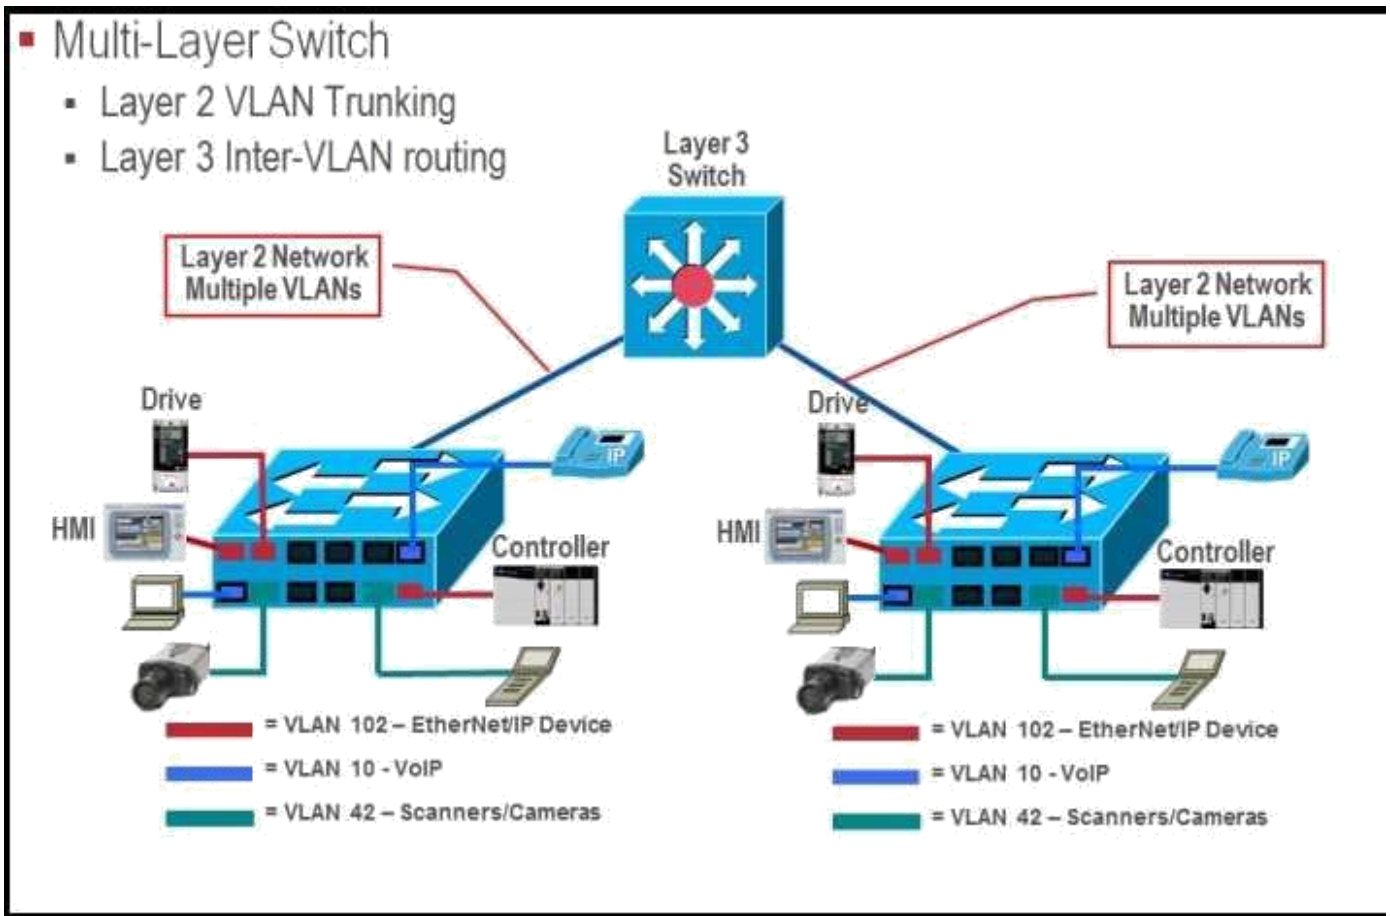 Multi-Layer Switch
Layer 2 VLAN Trunking
Layer 3 Inter-VLAN routing
Layer 3
Switch
Layer 2 Network
Multiple VLANs
Layer 2 Network
Multiple VLANs
Drive
IP
HMI
Controller
Drive
IP
HMI
Controller
= VLAN 102 – EtherNet/IP Device
= VLAN 10 - VoIP
= VLAN 42 – Scanners/Cameras
= VLAN 102 – EtherNet/IP Device
= VLAN 10 - VoIP
= VLAN 42 – Scanners/Cameras